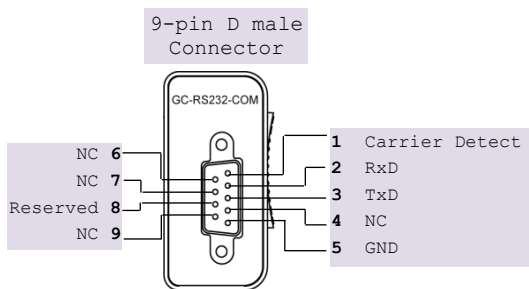 9-pin D male
Connector
GC-RS232-COM
NC 6
NC 7
Reserved 8
NC 9
1 Carrier Detect
2 RxD
3 TxD
4 NC
5 GND